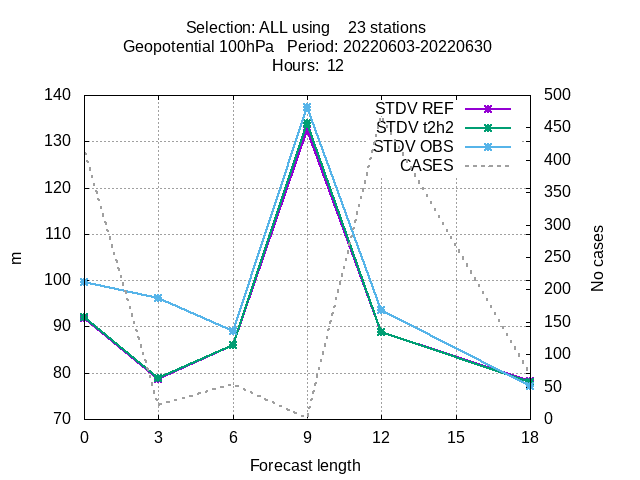 Selection: ALL using    23 stations
Geopotential 100hPa   Period: 20220603-20220630
Hours:  12
140
130
120
110
100
90
80
70
m
0
3
6
9
12
15
18
Forecast length
500
450
400
350
300
250
200
150
100
50
0
No cases
STDV REF
STDV t2h2
STDV OBS
CASES